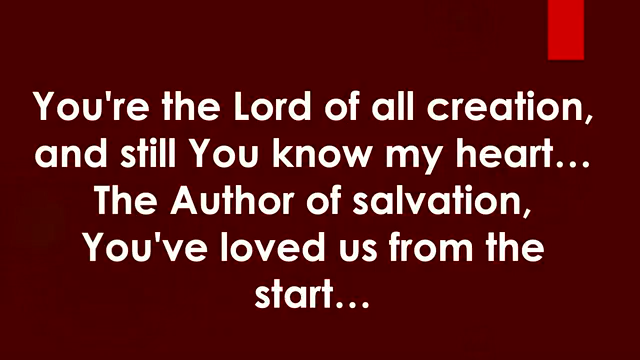 You're the Lord of all creation,
and still You know my heart…
The Author of salvation,
You've loved us from the
start…